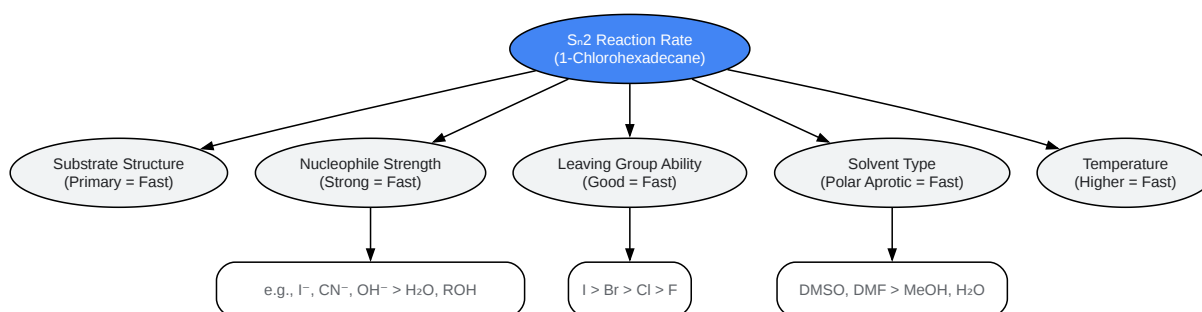 Sₙ2 Reaction Rate
(1-Chlorohexadecane)
Substrate Structure
(Primary = Fast)
Nucleophile Strength
(Strong = Fast)
Leaving Group Ability
(Good = Fast)
Solvent Type
(Polar Aprotic = Fast)
Temperature
(Higher = Fast)
e.g., I⁻, CN⁻, OH⁻ > H₂O, ROH
I > Br > Cl > F
DMSO, DMF > MeOH, H₂O